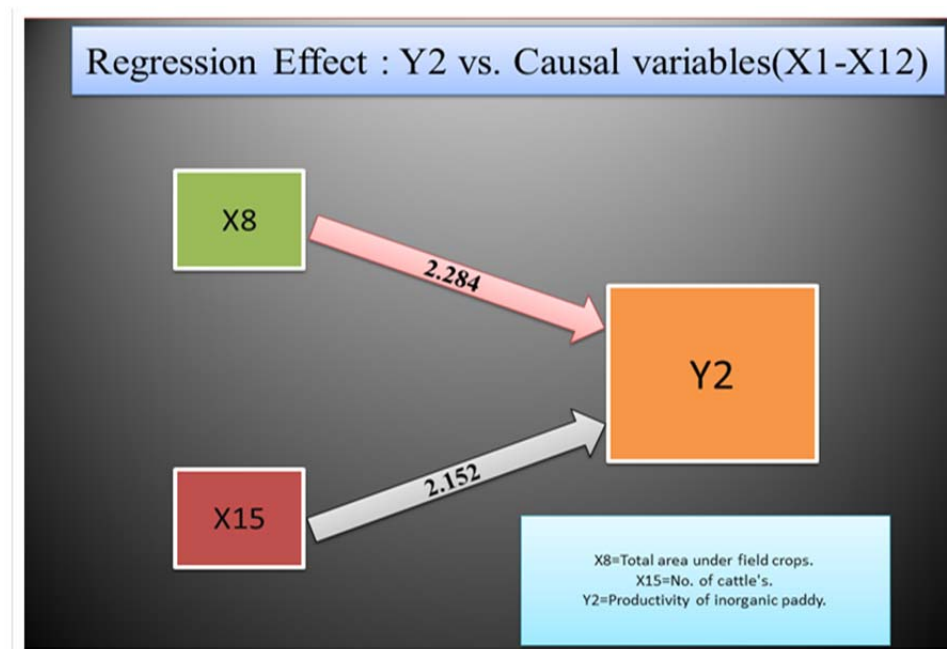 Regression Effect : Y2 vs. Causal variables(X1-X12)
X8
2.284
Y2
2.152
X15
X8=Total area under field crops.
X15=No. of cattle's.
Y2=Productivity of inorganic paddy.